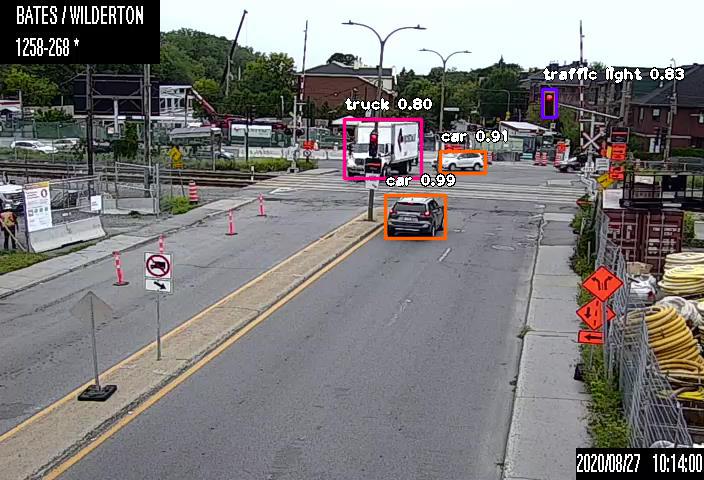 BATES / WILDERTON
1258-268 *
traffic light 0.83
truck 0.80
car 0.91
car 0.99
2020/08/27 10:14:00